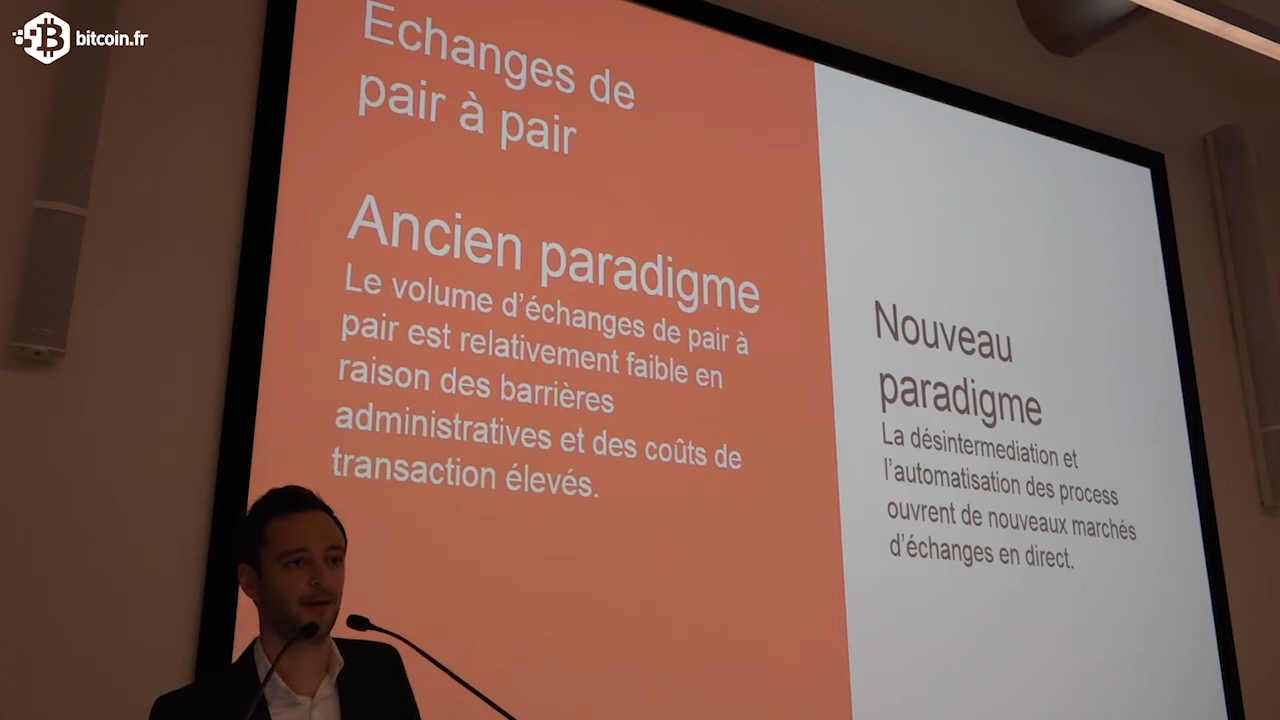 bitcoin.fr
Echanges de
pair à pair
Ancien paradigme
Le volume d’échanges de pair à
pair est relativement faible en
raison des barrières
administratives et des coûts de
transaction élevés.
Nouveau
paradigme
La désintermediation et
l’automatisation des process
ouvrent de nouveaux marchés
d’échanges en direct.